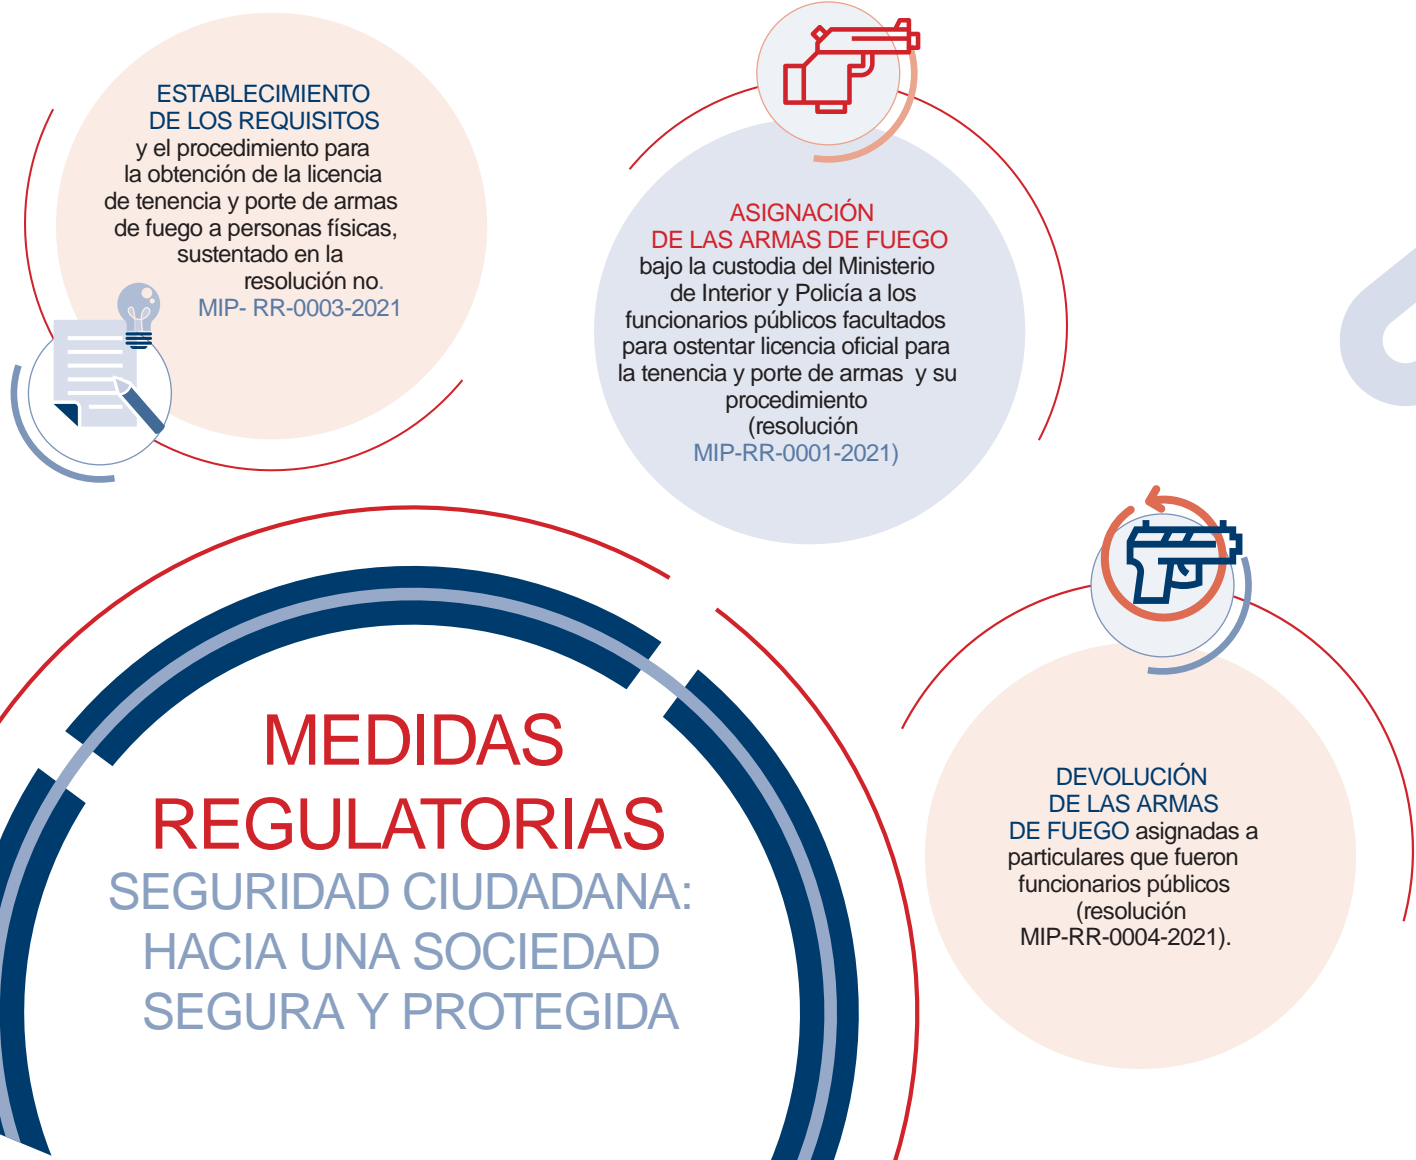 ESTABLECIMIENTO
DE LOS REQUISITOS
y el procedimiento para
la obtención de la licencia
de tenencia y porte de armas
de fuego a personas físicas,
sustentado en la
resolución no.
MIP- RR-0003-2021
ASIGNACIÓN
DE LAS ARMAS DE FUEGO
bajo la custodia del Ministerio
de Interior y Policía a los
funcionarios públicos facultados
para ostentar licencia oficial para
la tenencia y porte de armas y su
procedimiento
(resolución
MIP-RR-0001-2021)
DEVOLUCIÓN
DE LAS ARMAS
DE FUEGO asignadas a
particulares que fueron
funcionarios públicos
(resolución
MIP-RR-0004-2021).
MEDIDAS
REGULATORIAS
SEGURIDAD CIUDADANA:
HACIA UNA SOCIEDAD
SEGURA Y PROTEGIDA